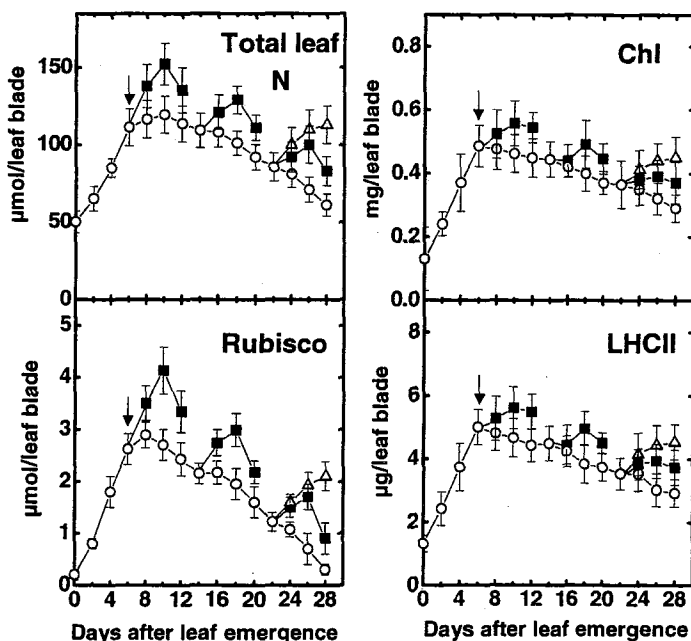 Total leaf
N
150
100
50
0
μmol/leaf blade
Chl
0.8
0.6
0.4
0.2
0.0
mg/leaf blade
Rubisco
5
4
3
2
1
0
μmol/leaf blade
0 4 8 12 16 20 24 28
Days after leaf emergence
LHCII
8
6
4
2
0
μg/leaf blade
0 4 8 12 16 20 24 28
Days after leaf emergence